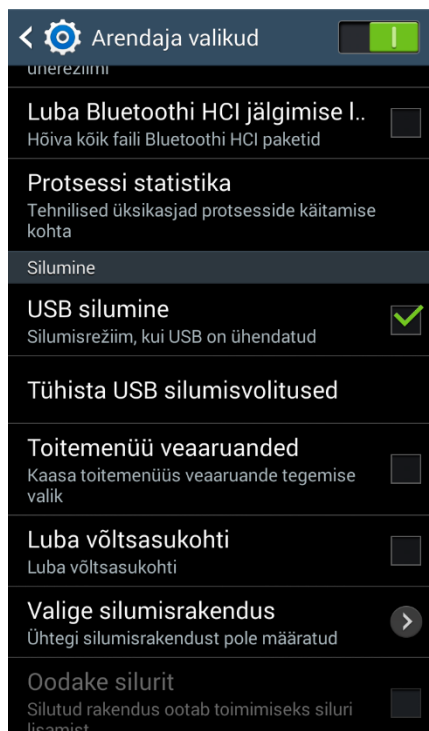 Arendaja valikud
üherežiimi
Luba Bluetoothi HCI jälgimise l..
Hõiva kõik faili Bluetoothi HCI paketid
Protsessi statistika
Tehnilised üksikasjad protsesside käitamise
kohta
Silumine
USB silumine
Silumisrežiim, kui USB on ühendatud
Tühista USB silumisvolitused
Toitemenüü veaaruanded
Kaasa toitemenüüs veaaruande tegemise
valik
Luba võltsasukohti
Luba võltsasukohti
Valige silumisrakendus
Ühtegi silumisrakendust pole määratud
Oodake silurit
Silutud rakendus ootab toimimiseks siluri
lisamist